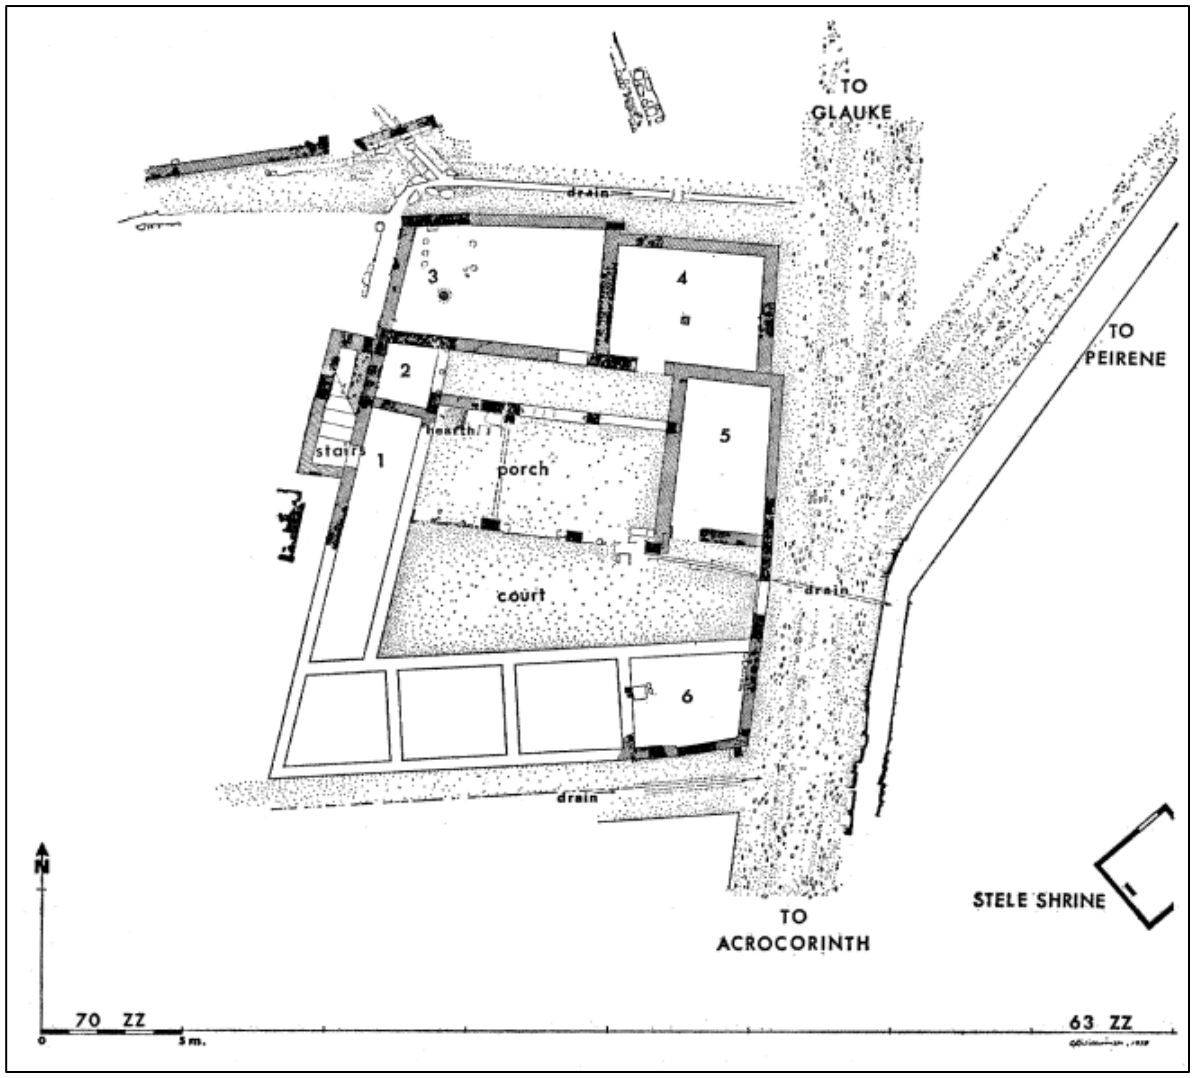 TO
GLAUKE
drain
3
4
TO
PEIRENE
2
hearth
5
stairs
1
porch
court
drain
6
drain
N
STELE SHRINE
TO
ACROCORINTH
70 ZZ
63 ZZ
0
5 m.